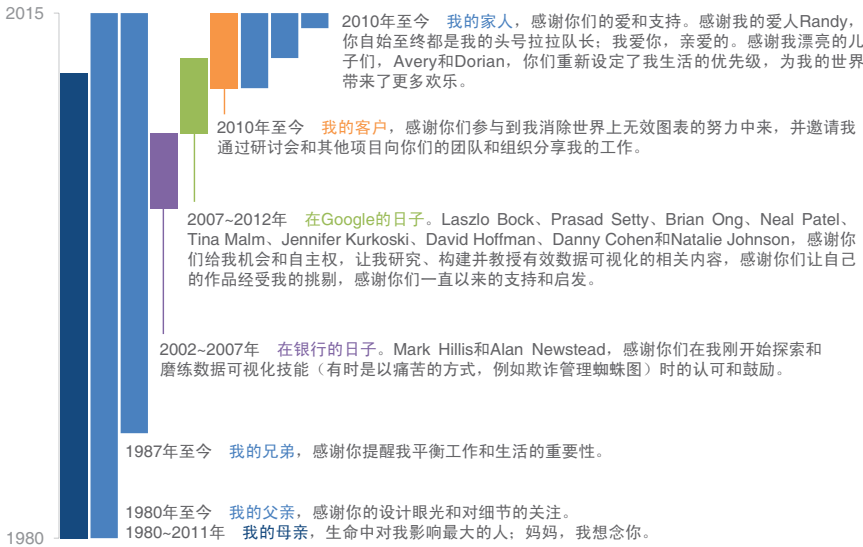 2015
2010年至今 我的家人，感谢你们的爱和支持。感谢我的爱人Randy，
你自始至终都是我的头号拉拉队长；我爱你，亲爱的。感谢我漂亮的儿
子们，Avery和Dorian，你们重新设定了我生活的优先级，为我的世界
带来了更多欢乐。
2010年至今 我的客户，感谢你们参与到我消除世界上无效图表的努力中来，并邀请我
通过研讨会和其他项目向你们的团队和组织分享我的工作。
2007~2012年 在Google的日子。Laszlo Bock、Prasad Setty、Brian Ong、Neal Patel、
Tina Malm、Jennifer Kurkoski、David Hoffman、Danny Cohen和Natalie Johnson，感谢你
们给我机会和自主权，让我研究、构建并教授有效数据可视化的相关内容，感谢你们让自己
的作品经受我的挑剔，感谢你们一直以来的支持和启发。
2002~2007年 在银行的日子。Mark Hillis和Alan Newstead，感谢你们在我刚开始探索和
磨练数据可视化技能（有时是以痛苦的方式，例如欺诈管理蜘蛛图）时的认可和鼓励。
1987年至今 我的兄弟，感谢你提醒我平衡工作和生活的重要性。
1980年至今 我的父亲，感谢你的设计眼光和对细节的关注。
1980~2011年 我的母亲，生命中对我影响最大的人；妈妈，我想念你。
1980